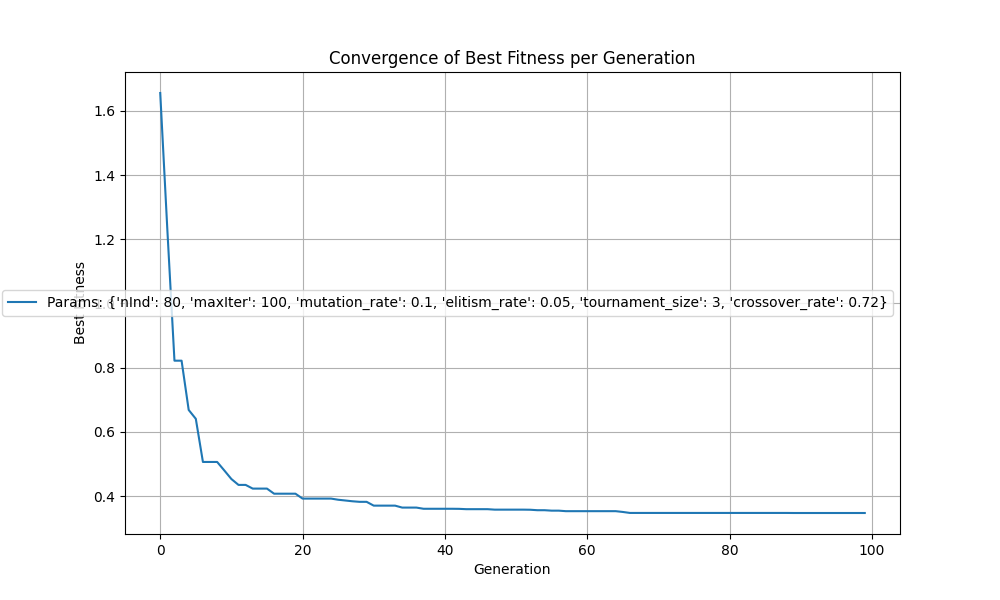 Convergence of Best Fitness per Generation
1.6
1.4
1.2
0.8
0.6
0.4
Best
Params: {'nInd': 80, 'maxIter': 100, 'mutation_rate': 0.1, 'elitism_rate': 0.05, 'tournament_size': 3, 'crossover_rate': 0.72}
0 20 40 60 80 100
Generation